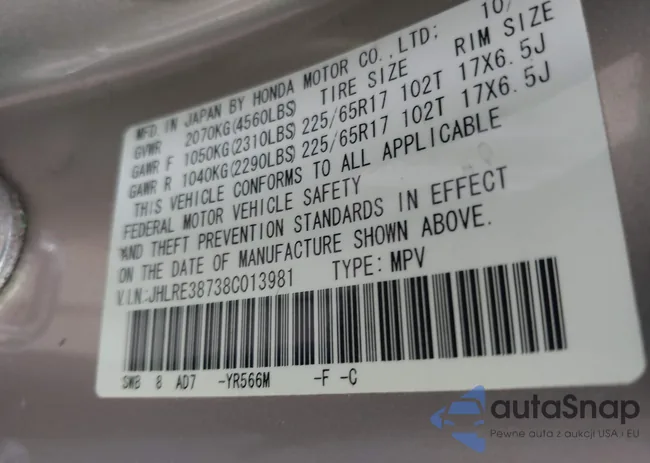 MFD. IN JAPAN BY HONDA MOTOR CO.,LTD; 10/
TIRE SIZE RIM SIZE
GVWR 2070KG(4560LBS)
GAWR F 1050KG(2310LBS) 225/65R17 102T 17X6.5J
GAWR R 1040KG(2290LBS) 225/65R17 102T 17X6.5J
THIS VEHICLE CONFORMS TO ALL APPLICABLE
FEDERAL MOTOR VEHICLE SAFETY
AND THEFT PREVENTION STANDARDS IN EFFECT
ON THE DATE OF MANUFACTURE SHOWN ABOVE.
V.I.N.:JHLRE38738C013981 TYPE: MPV
SWB 8 AD7 -YR566M -F -C
autaSnap
Pewne auta z aukcji USA i EU